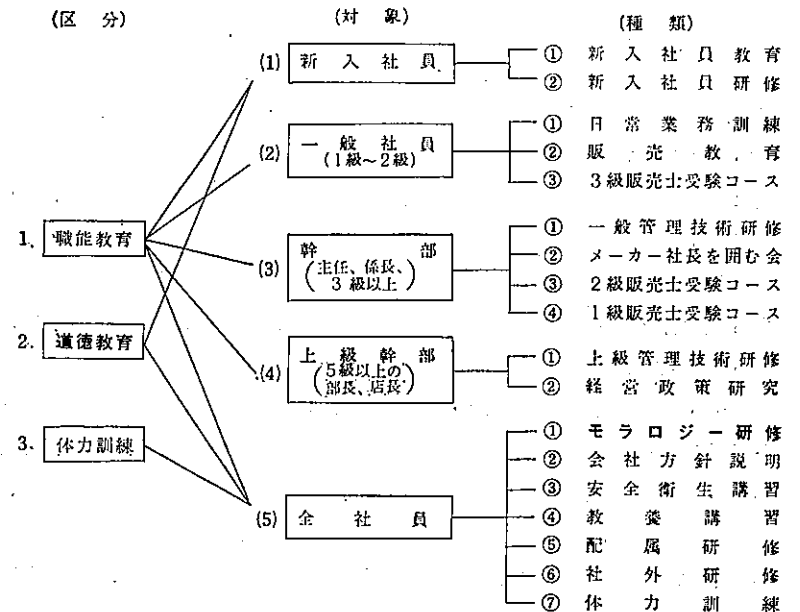 (区 分)
(対 象)
(種 類)
(1) 新入社員
① 新入社員教育
② 新入社員研修
(2) 一般社員
(1級~2級)
① 日常業務訓練
② 販売教育
③ 3級販売士受験コース
1. 職能教育
(3) 幹部
(主任、係長、
3級以上)
① 一般管理技術研修
② メーカー社長を囲む会
③ 2級販売士受験コース
④ 1級販売士受験コース
2. 道徳教育
(4) 上級幹部
(5級以上の
部長、店長)
① 上級管理技術研修
② 経営政策研究
3. 体力訓練
(5) 全社員
① モラロジー研修
② 会社方針説明
③ 安全衛生講習
④ 教養講習
⑤ 配属研修
⑥ 社外研修
⑦ 体力訓練